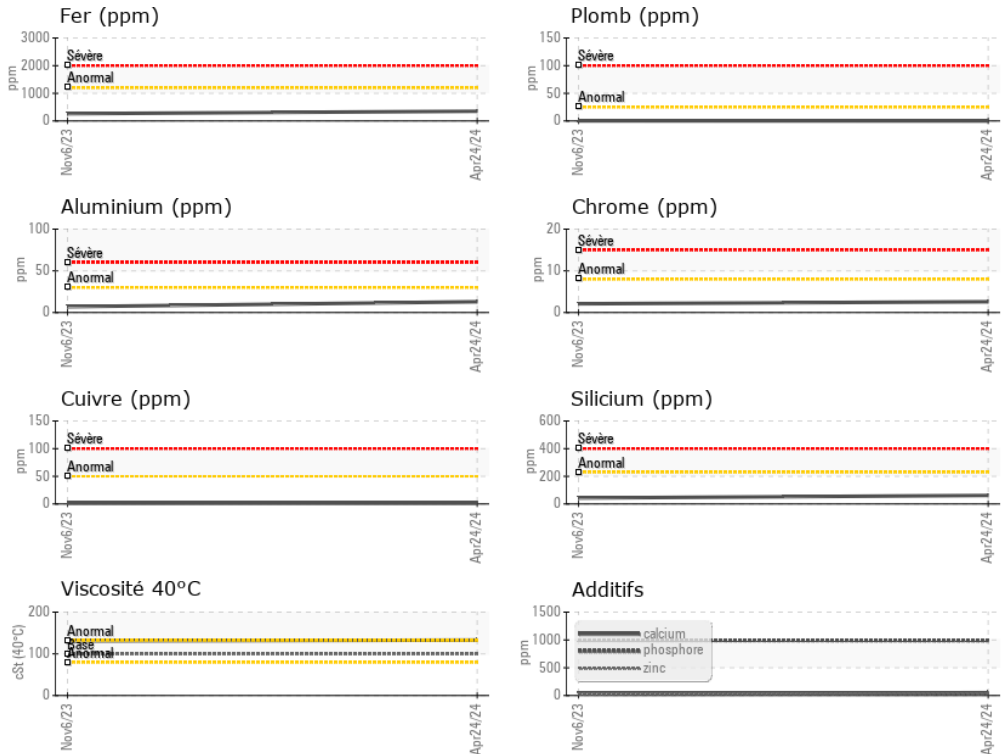 Fer (ppm)
3000
2000
1000
0
ppm
Sévère
Anormal
Nov6/23
Apr24/24
Plomb (ppm)
150
100
50
0
ppm
Sévère
Anormal
Nov6/23
Apr24/24
Aluminium (ppm)
100
50
0
ppm
Sévère
Anormal
Nov6/23
Apr24/24
Chrome (ppm)
20
10
0
ppm
Sévère
Anormal
Nov6/23
Apr24/24
Cuivre (ppm)
150
100
50
0
ppm
Sévère
Anormal
Nov6/23
Apr24/24
Silicium (ppm)
600
400
200
0
ppm
Sévère
Anormal
Nov6/23
Apr24/24
Viscosité 40°C
200
100
0
cSt (40°C)
Anormal
Base
Anormal
Nov6/23
Apr24/24
Additifs
1500
1000
500
0
ppm
calcium
phosphore
zinc
Nov6/23
Apr24/24